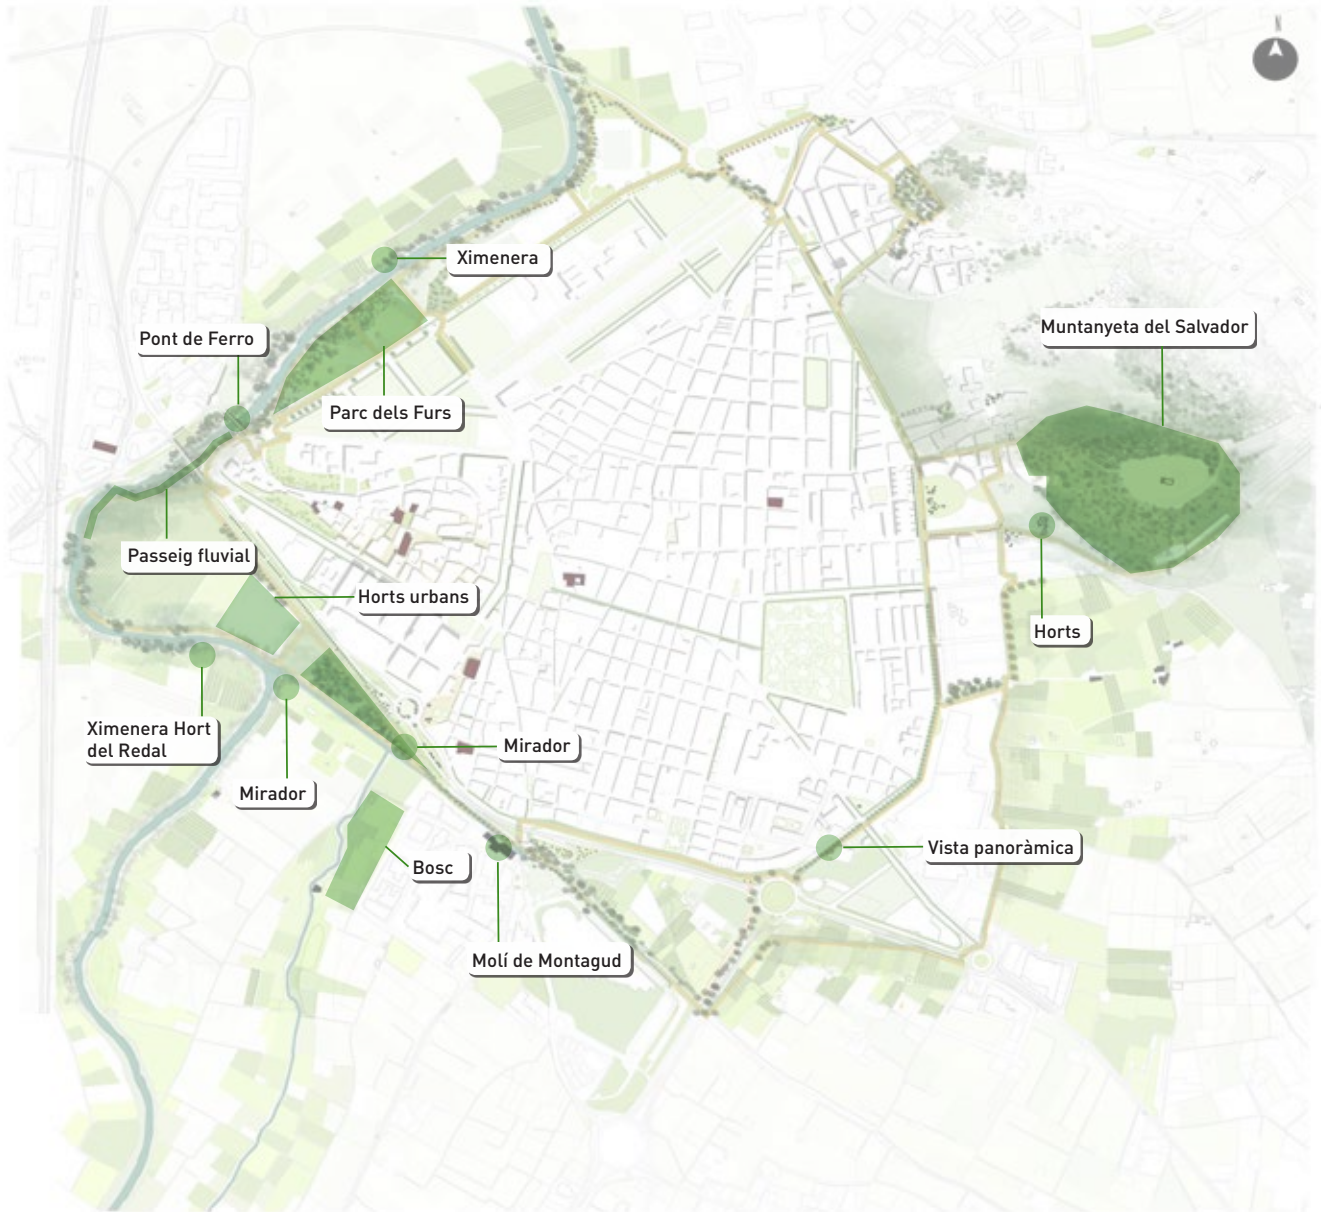 N
Ximenera
Muntanyeta del Salvador
Pont de Ferro
Parc dels Furs
Passeig fluvial
Horts urbans
Horts
Ximenera Hort
del Redal
Mirador
Mirador
Vista panoràmica
Bosc
Molí de Montagud